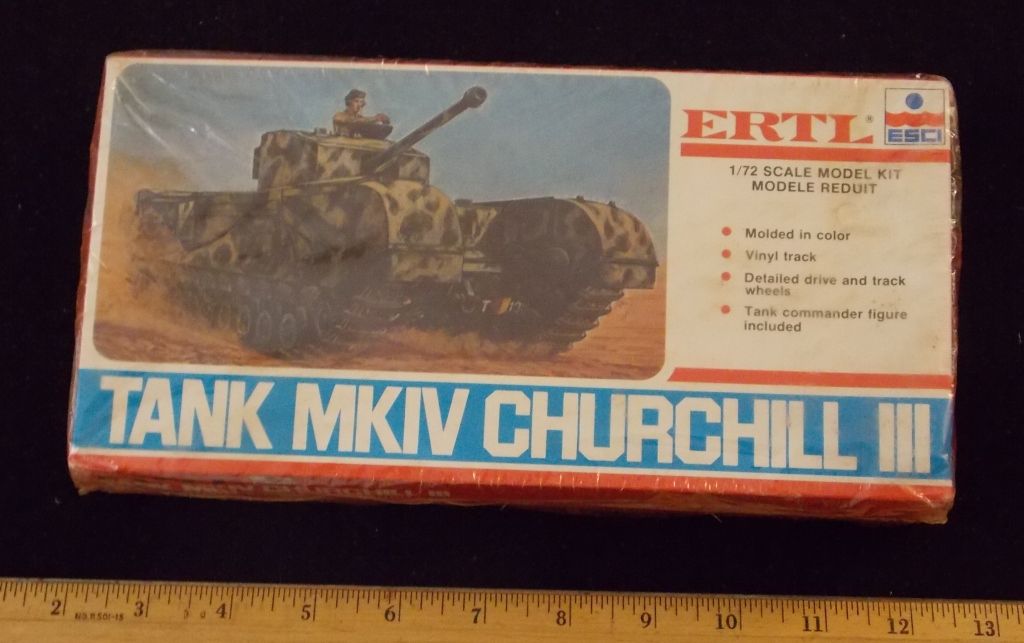 ERTL®
ESCI
1/72 SCALE MODEL KIT
MODELE REDUIT
Molded in color
Vinyl track
Detailed drive and track
wheels
Tank commander figure
included
TANK MKIV CHURCHILL III
2 3 4 5 6 7 8 9 10 11 12 13